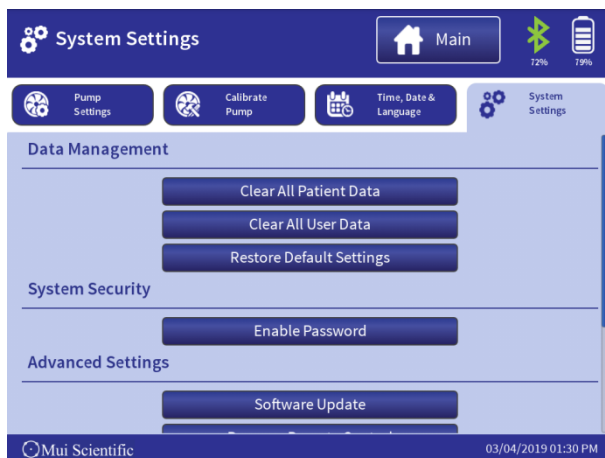 System Settings
Main
72%
79%
Pump
Settings
Calibrate
Pump
Time, Date &
Language
System
Settings
Data Management
Clear All Patient Data
Clear All User Data
Restore Default Settings
System Security
Enable Password
Advanced Settings
Software Update
Mui Scientific
03/04/2019 01:30 PM